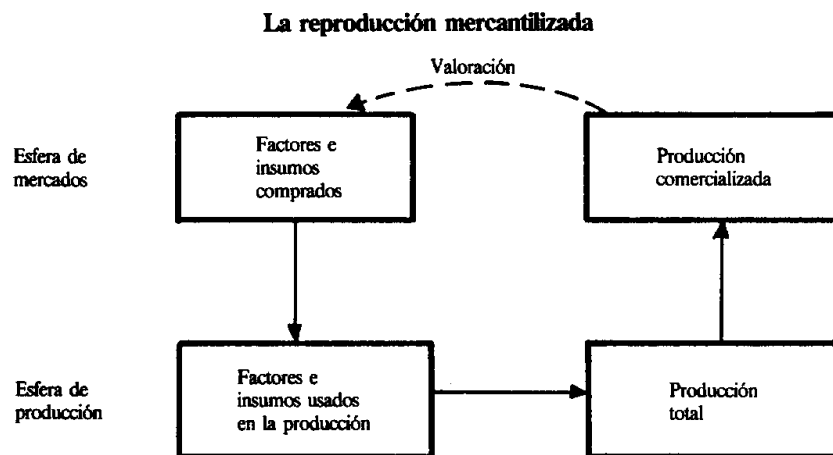 La reproducción mercantilizada
Valoración
Esfera de
mercados
Factores e
insumos
comprados
Producción
comercializada
Esfera de
producción
Factores e
insumos usados
en la producción
Producción
total